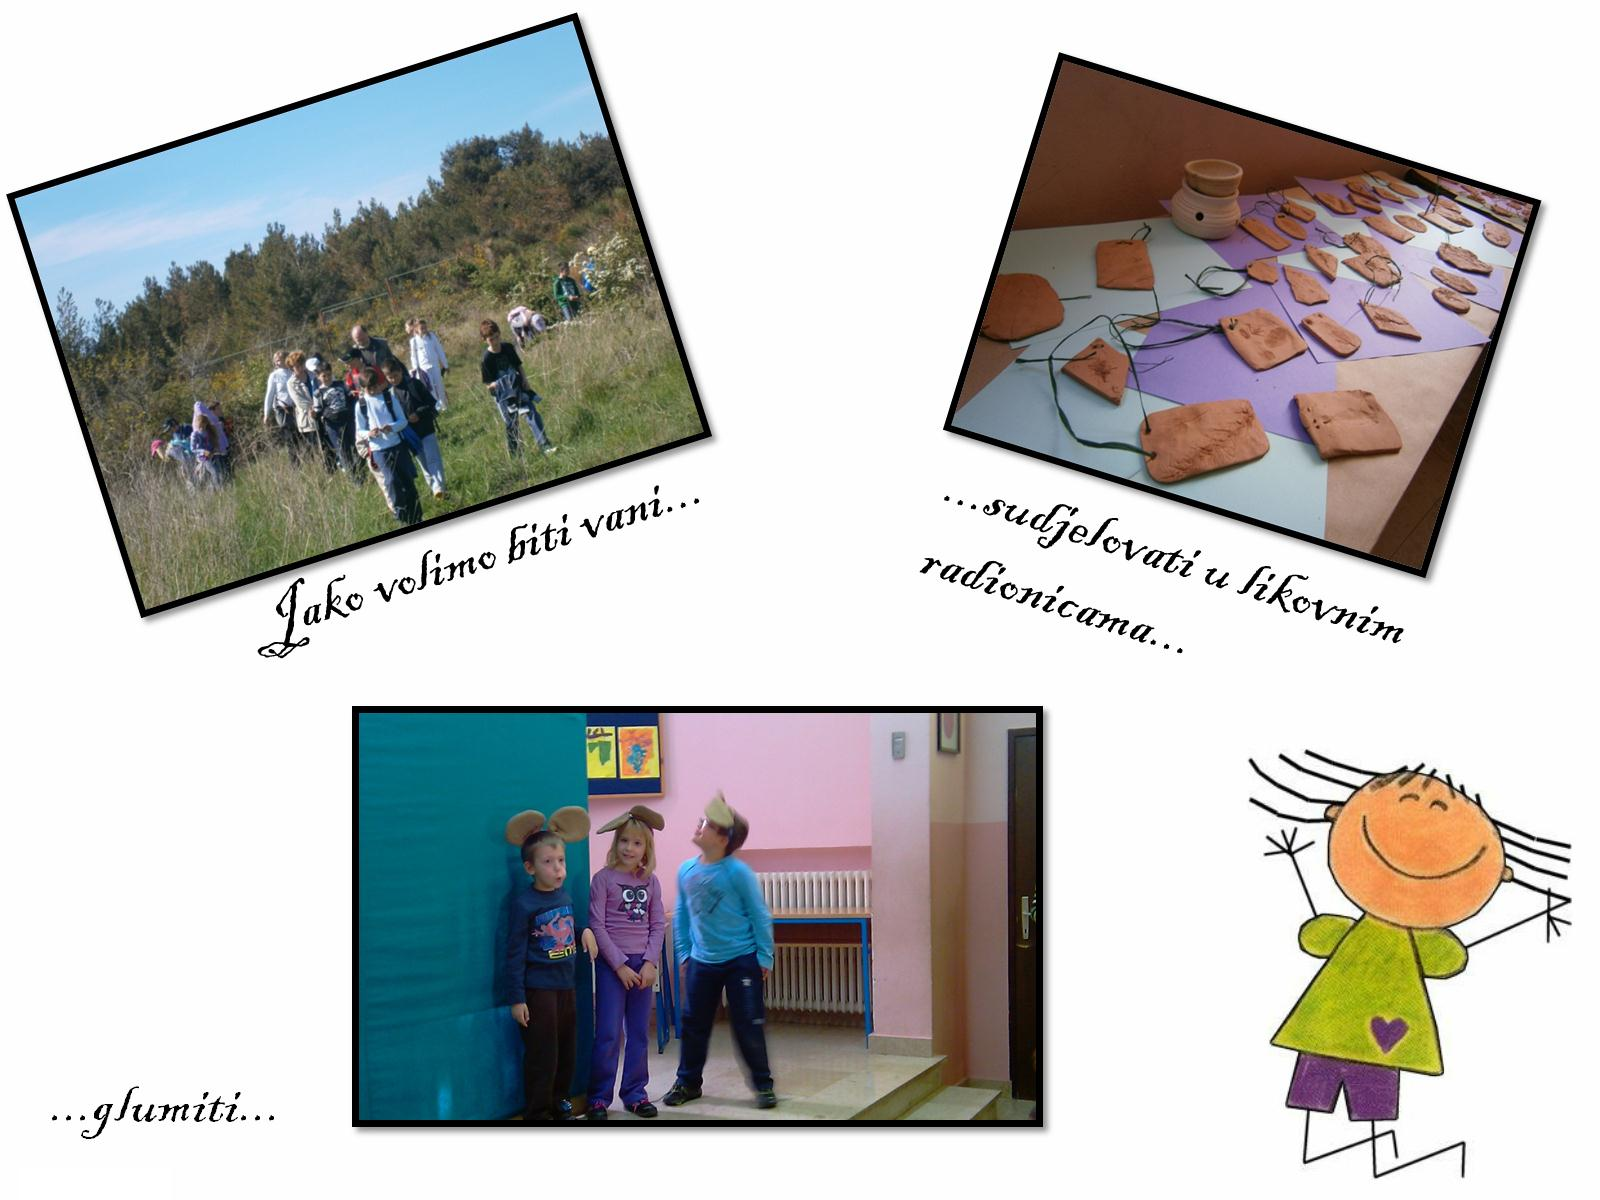 Jako volimo biti vani...
...sudjelovati u likovnim
radionicama...
...glumiti...